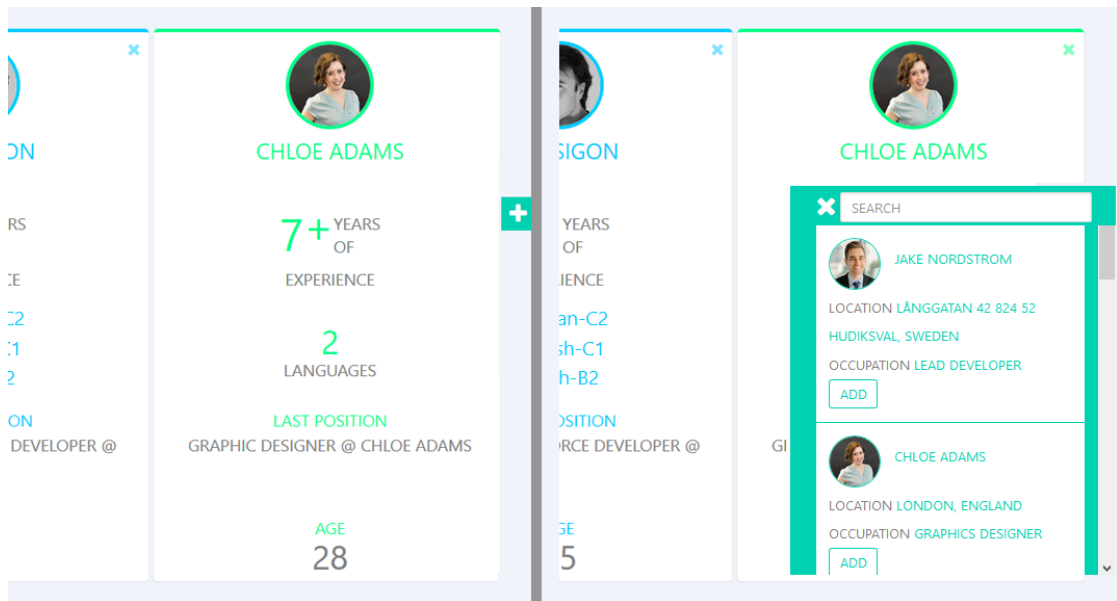 ON
CHLOE ADAMS
RS
7+ YEARS
OF
CE
EXPERIENCE
C2
C1
2
2
LANGUAGES
ON
LAST POSITION
DEVELOPER @
GRAPHIC DESIGNER @ CHLOE ADAMS
AGE
28
SIGON
CHLOE ADAMS
YEARS
OF
IENCE
an-C2
sh-C1
h-B2
OSITION
RCE DEVELOPER @
GE
5
SEARCH
JAKE NORDSTROM
LOCATION LÅNGGATAN 42 824 52
HUDIKSVAL, SWEDEN
OCCUPATION LEAD DEVELOPER
ADD
CHLOE ADAMS
LOCATION LONDON, ENGLAND
OCCUPATION GRAPHICS DESIGNER
ADD